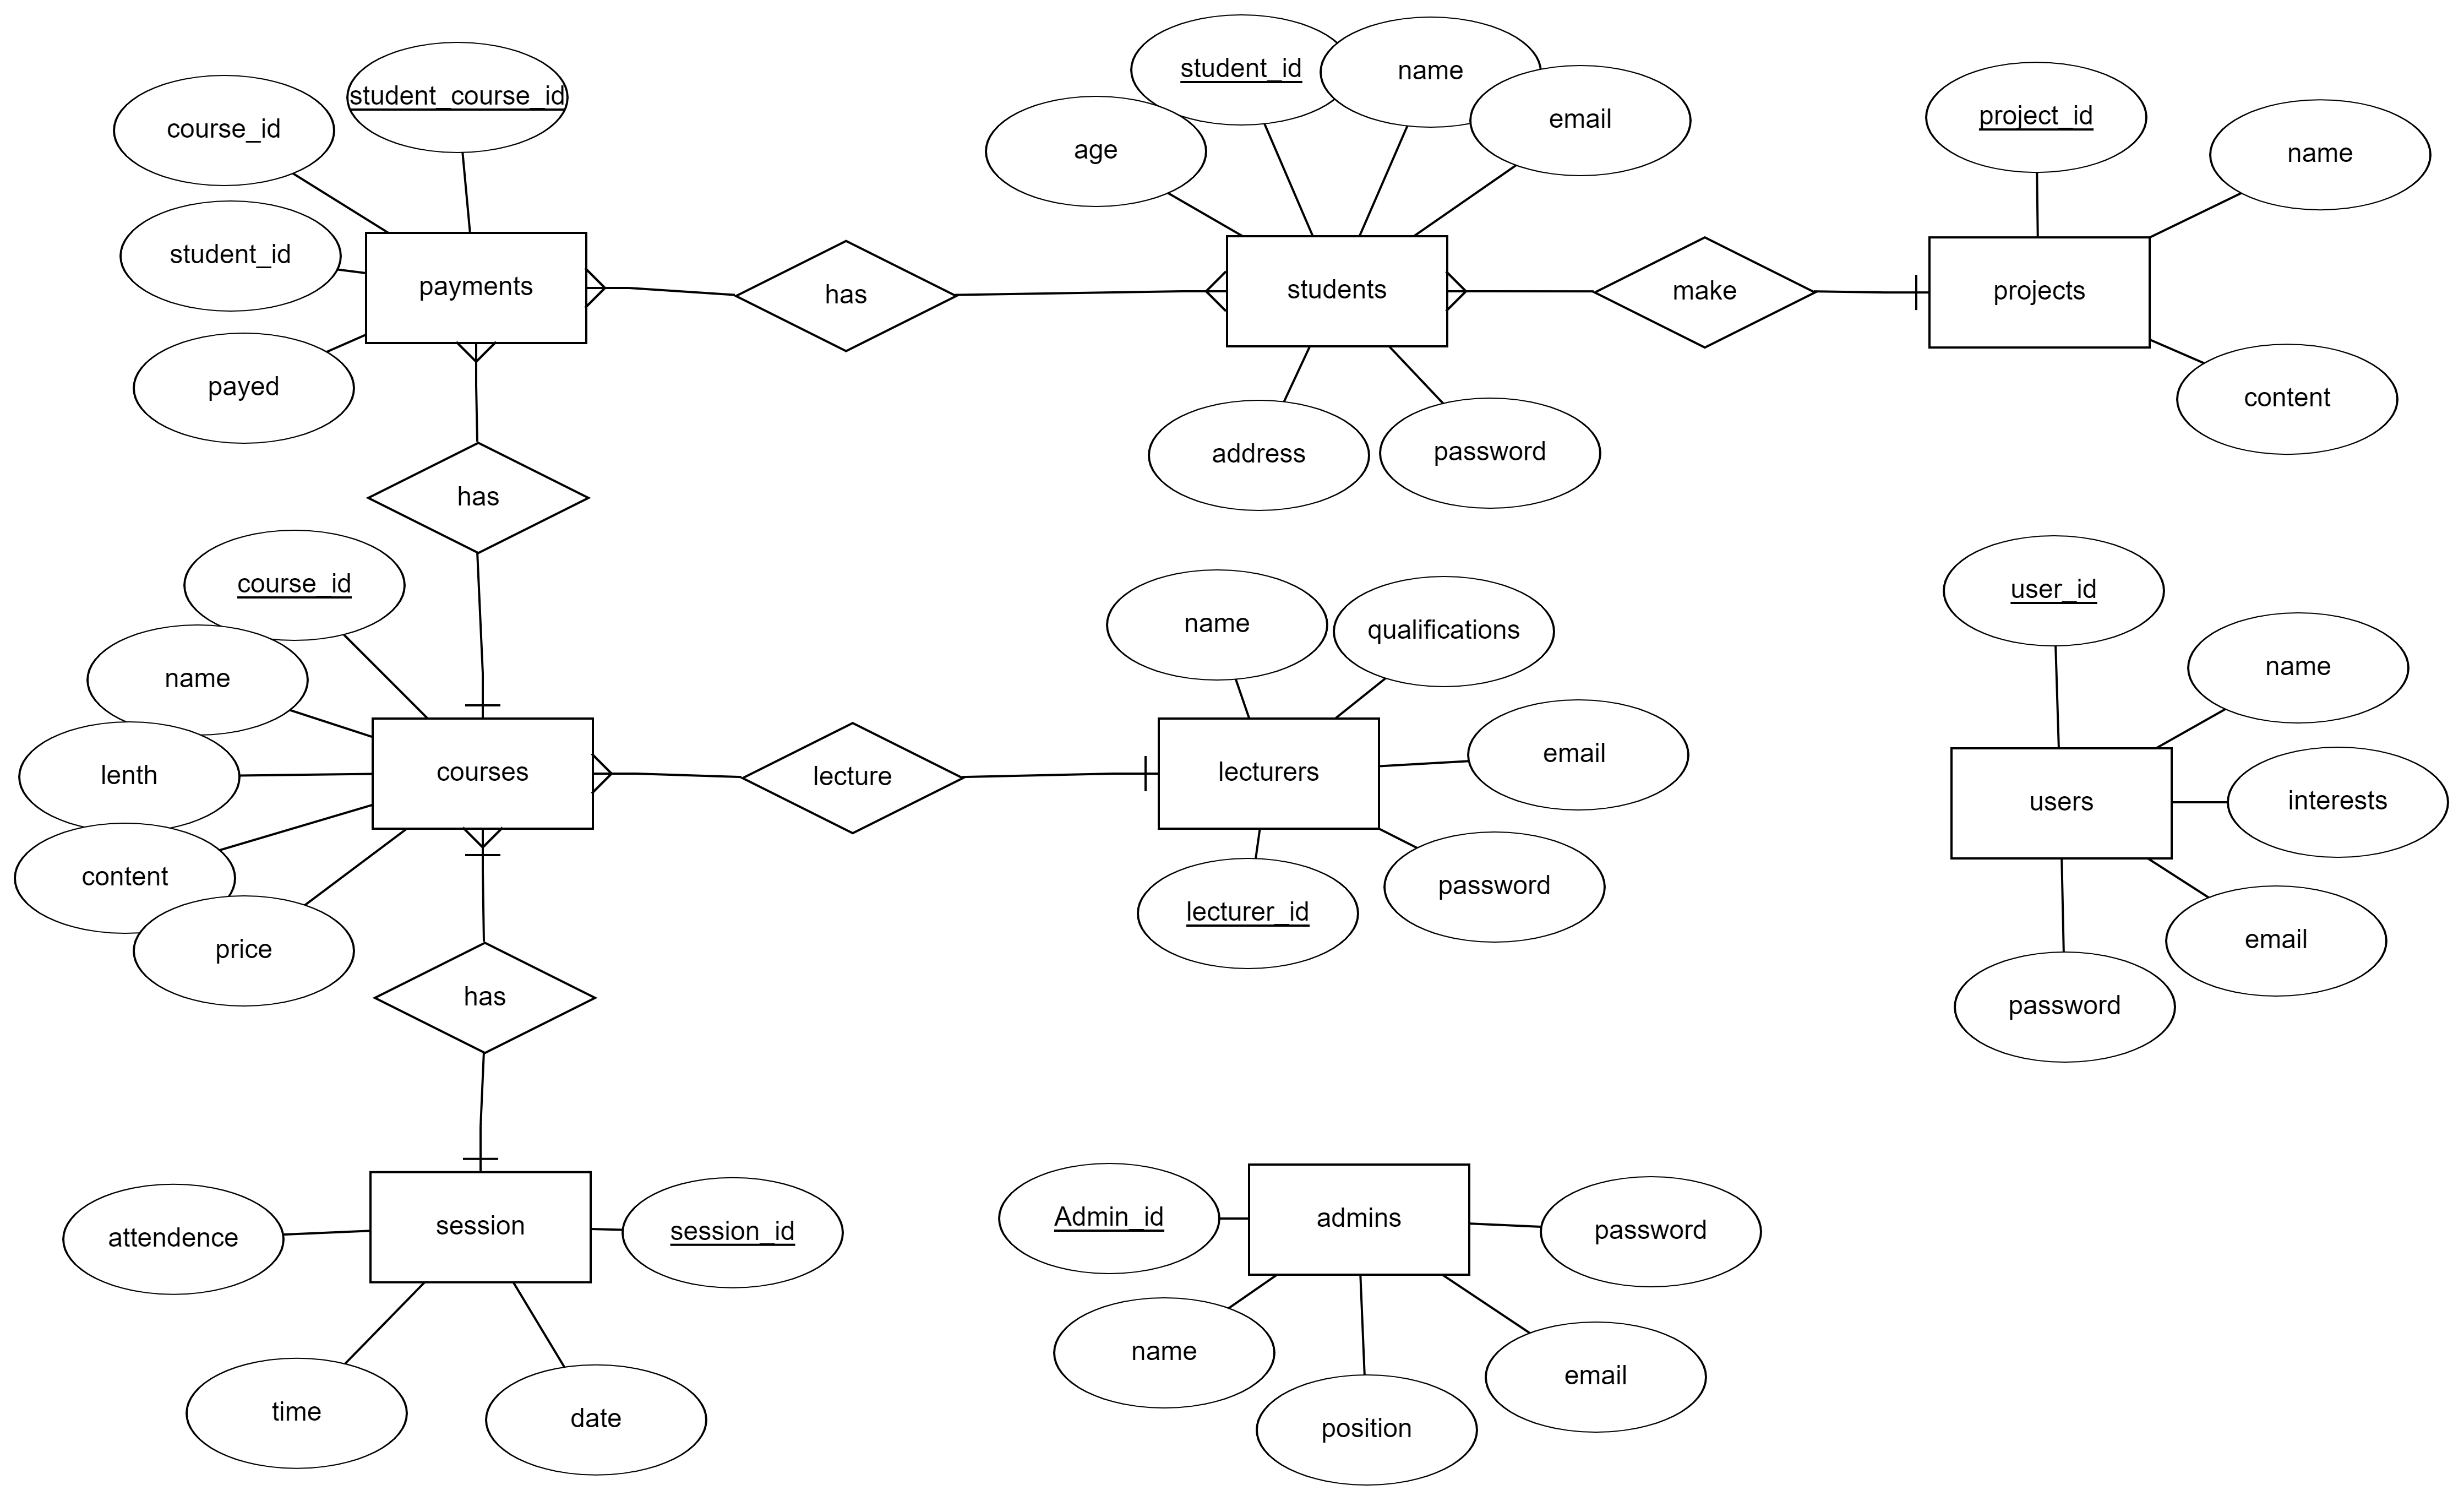 student_id
name
student_course_id
email
project_id
course_id
age
name
student_id
payments
has
students
make
projects
payed
content
address
password
has
course_id
user_id
name
qualifications
name
name
lenth
courses
lecture
lecturers
email
users
interests
content
password
price
lecturer_id
email
has
password
attendence
session
session_id
Admin_id
admins
password
name
email
time
date
position